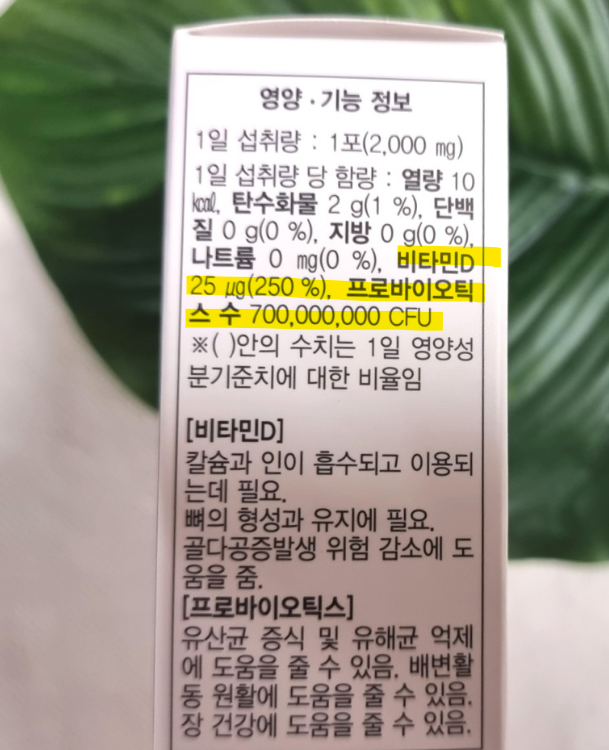 영양·기능 정보
1일 섭취량 : 1포(2,000 mg)
1일 섭취량 당 함량 : 열량 10
kcal, 탄수화물 2 g(1 %), 단백
질 0 g(0 %), 지방 0 g(0 %),
나트륨 0 mg(0 %), 비타민D
25 μg(250 %), 프로바이오틱
스 수 700,000,000 CFU
※( )안의 수치는 1일 영양성
분기준치에 대한 비율임
[비타민D]
칼슘과 인이 흡수되고 이용되
는데 필요.
뼈의 형성과 유지에 필요.
골다공증발생 위험 감소에 도
움을 줌.
[프로바이오틱스]
유산균 증식 및 유해균 억제
에 도움을 줄 수 있음. 배변활
동 원활에 도움을 줄 수 있음.
장 건강에 도움을 줄 수 있음.